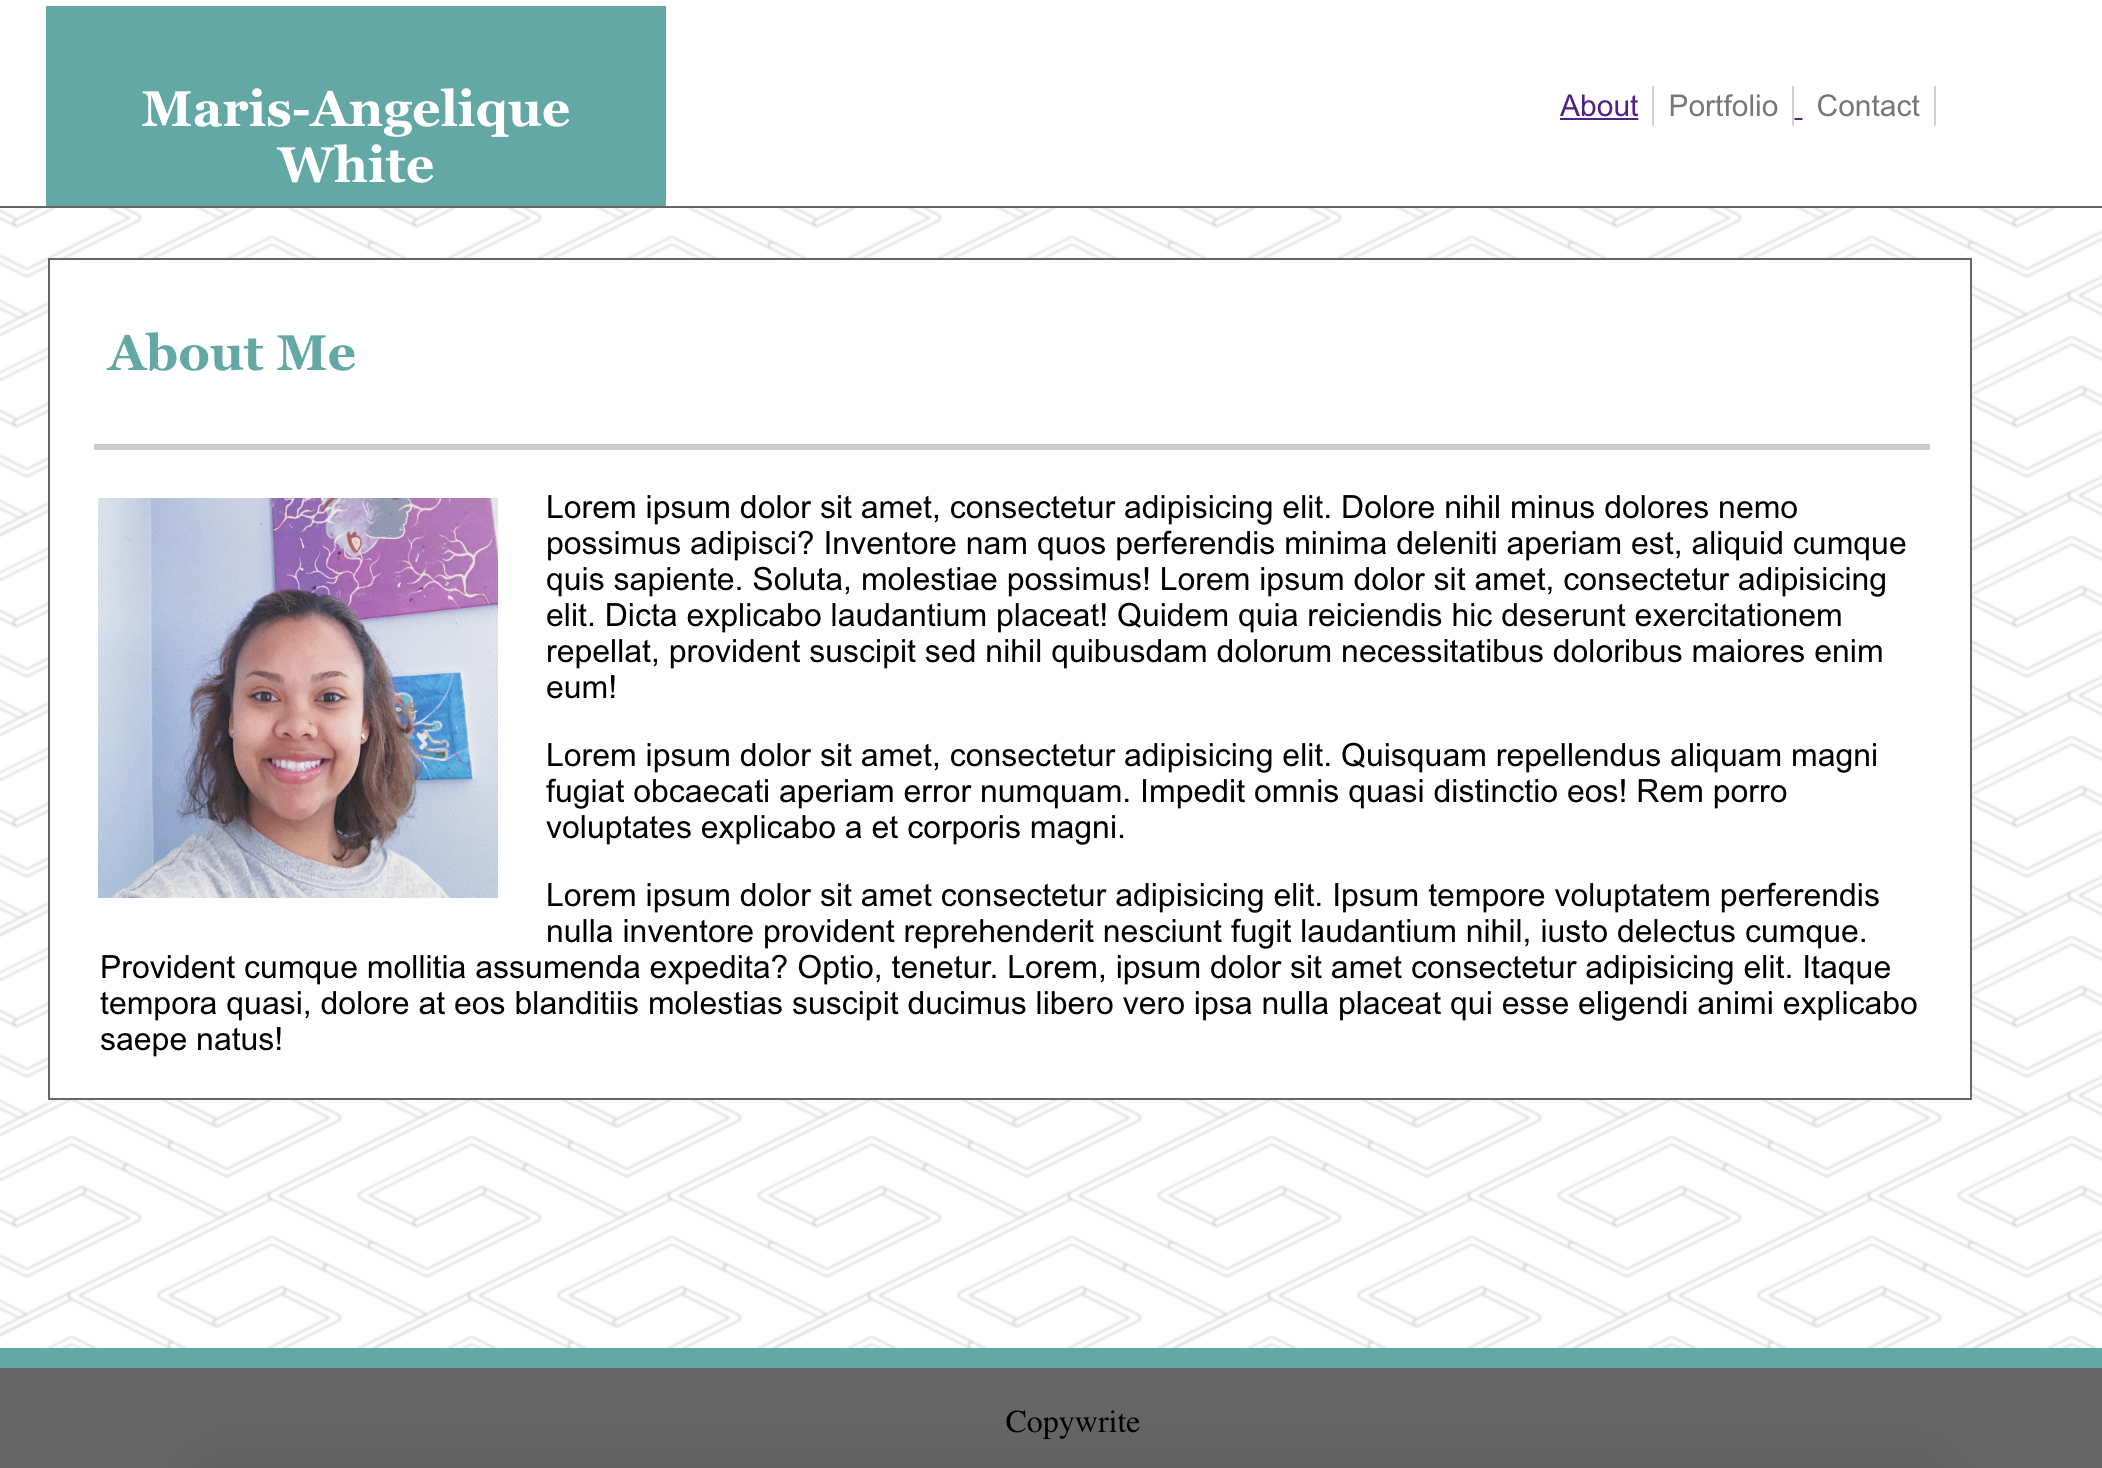 Maris-Angelique
White
About Portfolio Contact
About Me
Lorem ipsum dolor sit amet, consectetur adipisicing elit. Dolore nihil minus dolores nemo
possimus adipisci? Inventore nam quos perferendis minima deleniti aperiam est, aliquid cumque
quis sapiente. Soluta, molestiae possimus! Lorem ipsum dolor sit amet, consectetur adipisicing
elit. Dicta explicabo laudantium placeat! Quidem quia reiciendis hic deserunt exercitationem
repellat, provident suscipit sed nihil quibusdam dolorum necessitatibus doloribus maiores enim
eum!
Lorem ipsum dolor sit amet, consectetur adipisicing elit. Quisquam repellendus aliquam magni
fugiat obcaecati aperiam error numquam. Impedit omnis quasi distinctio eos! Rem porro
voluptates explicabo a et corporis magni.
Lorem ipsum dolor sit amet consectetur adipisicing elit. Ipsum tempore voluptatem perferendis
nulla inventore provident reprehenderit nesciunt fugit laudantium nihil, iusto delectus cumque.
Provident cumque mollitia assumenda expedita? Optio, tenetur. Lorem, ipsum dolor sit amet consectetur adipisicing elit. Itaque
tempora quasi, dolore at eos blanditiis molestias suscipit ducimus libero vero ipsa nulla placeat qui esse eligendi animi explicabo
saepe natus!
Copywrite